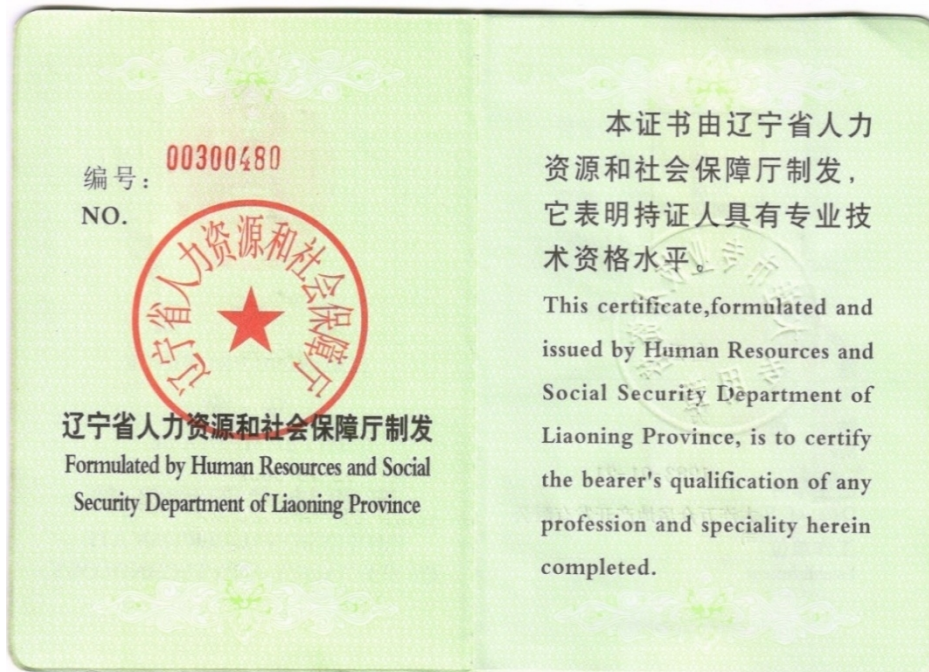 编号：
00300480
NO.
辽宁省人力资源和社会保障厅
辽宁省人力资源和社会保障厅制发
Formulated by Human Resources and Social
Security Department of Liaoning Province
本证书由辽宁省人力
资源和社会保障厅制发，
它表明持证人具有专业技
术资格水平。
This certificate,formulated and
issued by Human Resources and
Social Security Department of
Liaoning Province, is to certify
the bearer's qualification of any
profession and speciality herein
completed.